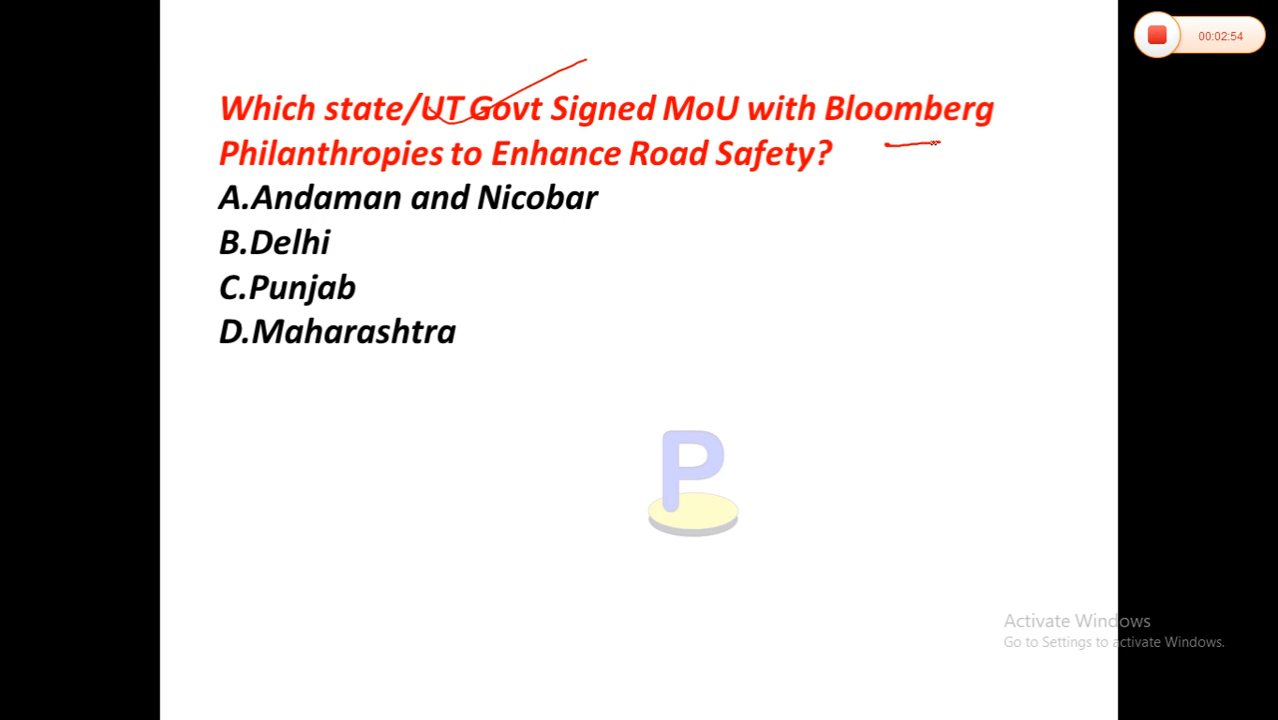 00:02:54
Which state/UT Govt Signed MoU with Bloomberg
Philanthropies to Enhance Road Safety?
A.Andaman and Nicobar
B.Delhi
C.Punjab
D.Maharashtra
P
Activate Windows
Go to Settings to activate Windows.